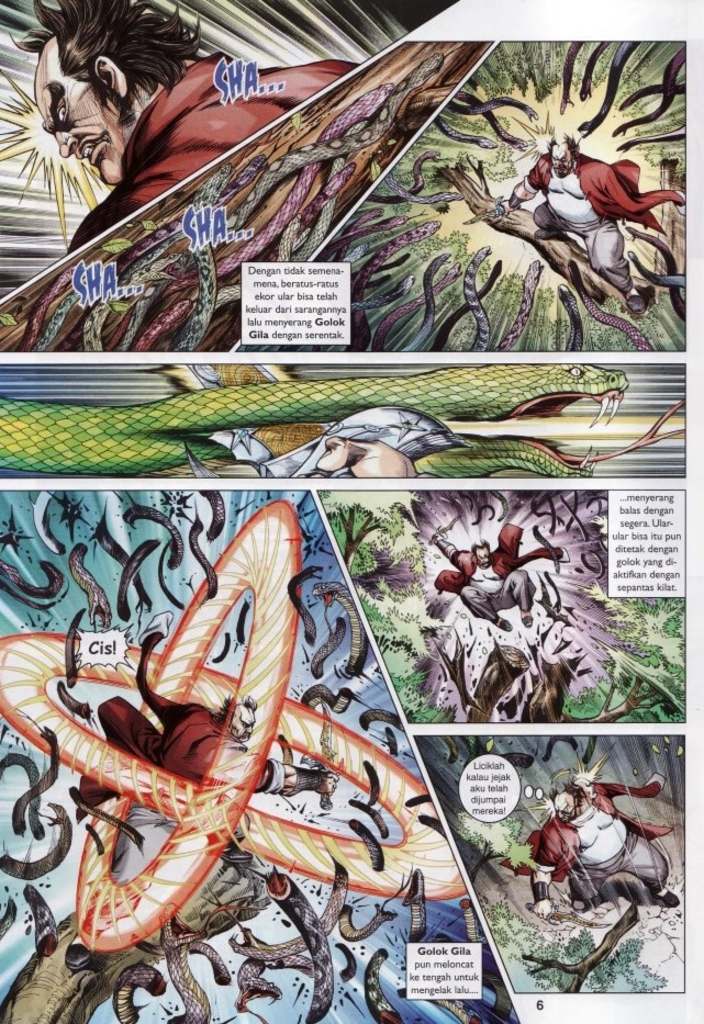 SHA...
SHA...
SHA...
Dengan tidak semena-
mena, beratus-ratus
ekor ular bisa telah
keluar dari sarangannya
lalu menyerang Golok
Gila dengan serentak.
...menyerang
balas dengan
segera. Ular-
ular bisa itu pun
ditetak dengan
golok yang di-
aktifkan dengan
sepantas kilat.
Cis!
Golok Gila
pun meloncat
ke tengah untuk
mengelak lalu....
Liciklah
kalau jejak
aku telah
dijumpai
mereka!
6